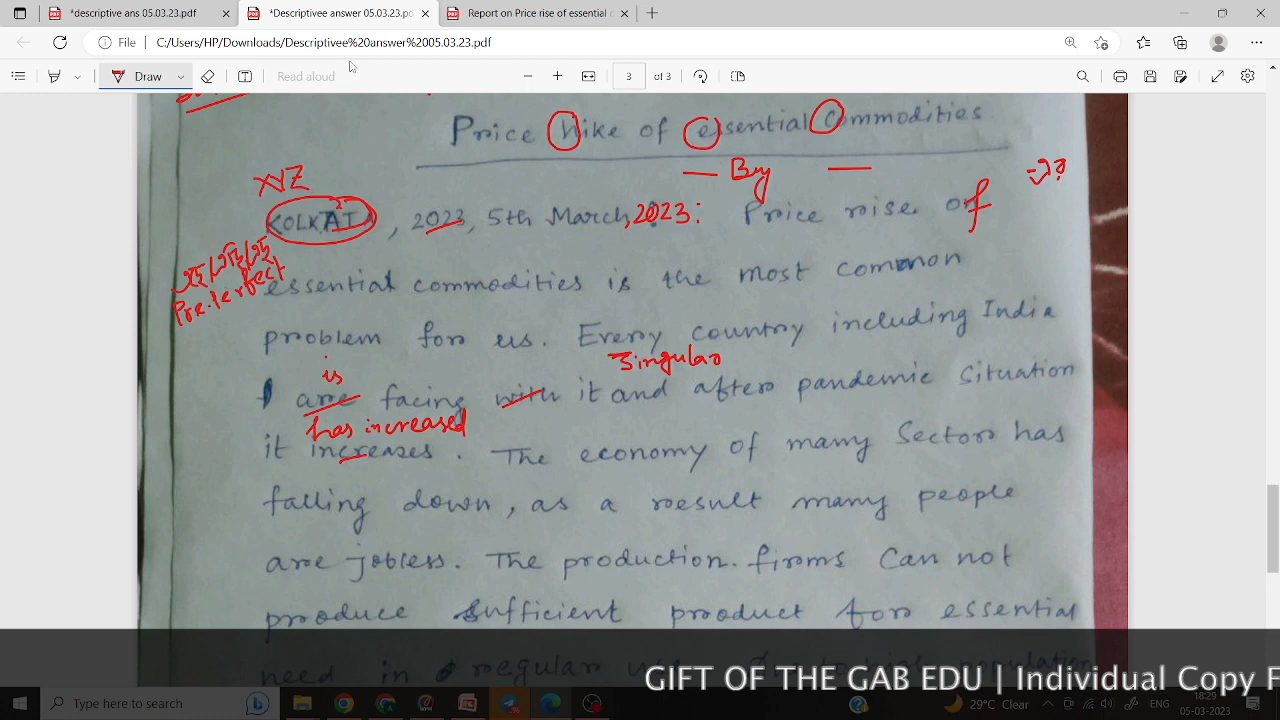 *descriptive ans 05.03.23.pdf
*Descriptivee answer 05.03.23.pd
Report on Price rise of essential c
File
C:/Users/HP/Downloads/Descriptivee%20answer%2005.03.23.pdf
Draw
Read aloud
3 of 3
Price hike of essential commodities
— By —
XYZ
KOLKATA, 2023, 5th March, 2023: Price rise of
essential commodities is the most common
Pre. Perfect
problem for us. Every country including India
Singular
is
are facing with it and after pandemic situation
has increased
it increases. The economy of many Sector has
falling down, as a result many people
are jobless. The production firms Can not
produce sufficient product for essential
need in regular
population
GIFT OF THE GAB EDU | Individual Copy F
Type here to search
29°C Clear
ENG
18:29
05-03-2023